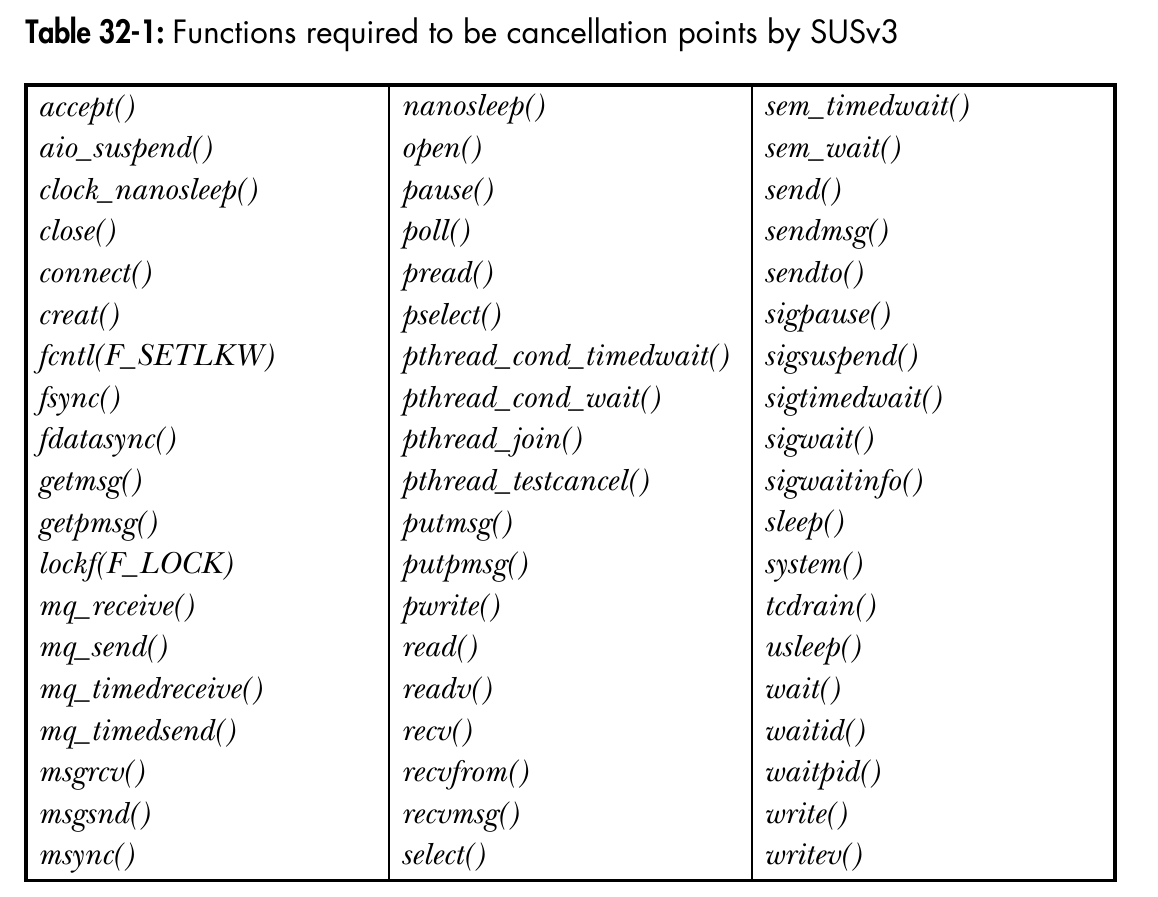 Table 32-1: Functions required to be cancellation points by SUSv3
accept()
aio_suspend()
clock_nanosleep()
close()
connect()
creat()
fcntl(F_SETLKW)
fsync()
fdatasync()
getmsg()
getpmsg()
lockf(F_LOCK)
mq_receive()
mq_send()
mq_timedreceive()
mq_timedsend()
msgrcv()
msgsnd()
msync()
nanosleep()
open()
pause()
poll()
pread()
pselect()
pthread_cond_timedwait()
pthread_cond_wait()
pthread_join()
pthread_testcancel()
putmsg()
putpmsg()
pwrite()
read()
readv()
recv()
recvfrom()
recvmsg()
select()
sem_timedwait()
sem_wait()
send()
sendmsg()
sendto()
sigpause()
sigsuspend()
sigtimedwait()
sigwait()
sigwaitinfo()
sleep()
system()
tcdrain()
usleep()
wait()
waitid()
waitpid()
write()
writev()